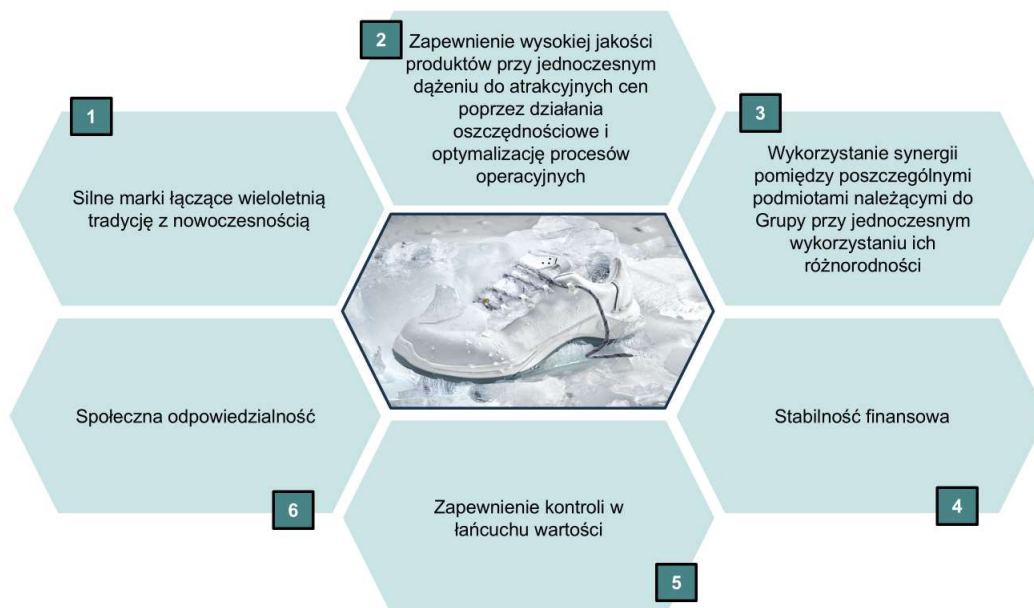 1
Silne marki łączące wieloletnią
tradycję z nowoczesnością
2
Zapewnienie wysokiej jakości
produktów przy jednoczesnym
dążeniu do atrakcyjnych cen
poprzez działania
oszczędnościowe i
optymalizację procesów
operacyjnych
3
Wykorzystanie synergii
pomiędzy poszczególnymi
podmiotami należącymi do
Grupy przy jednoczesnym
wykorzystaniu ich
różnorodności
Stabilność finansowa
4
Zapewnienie kontroli w
łańcuchu wartości
5
Społeczna odpowiedzialność
6